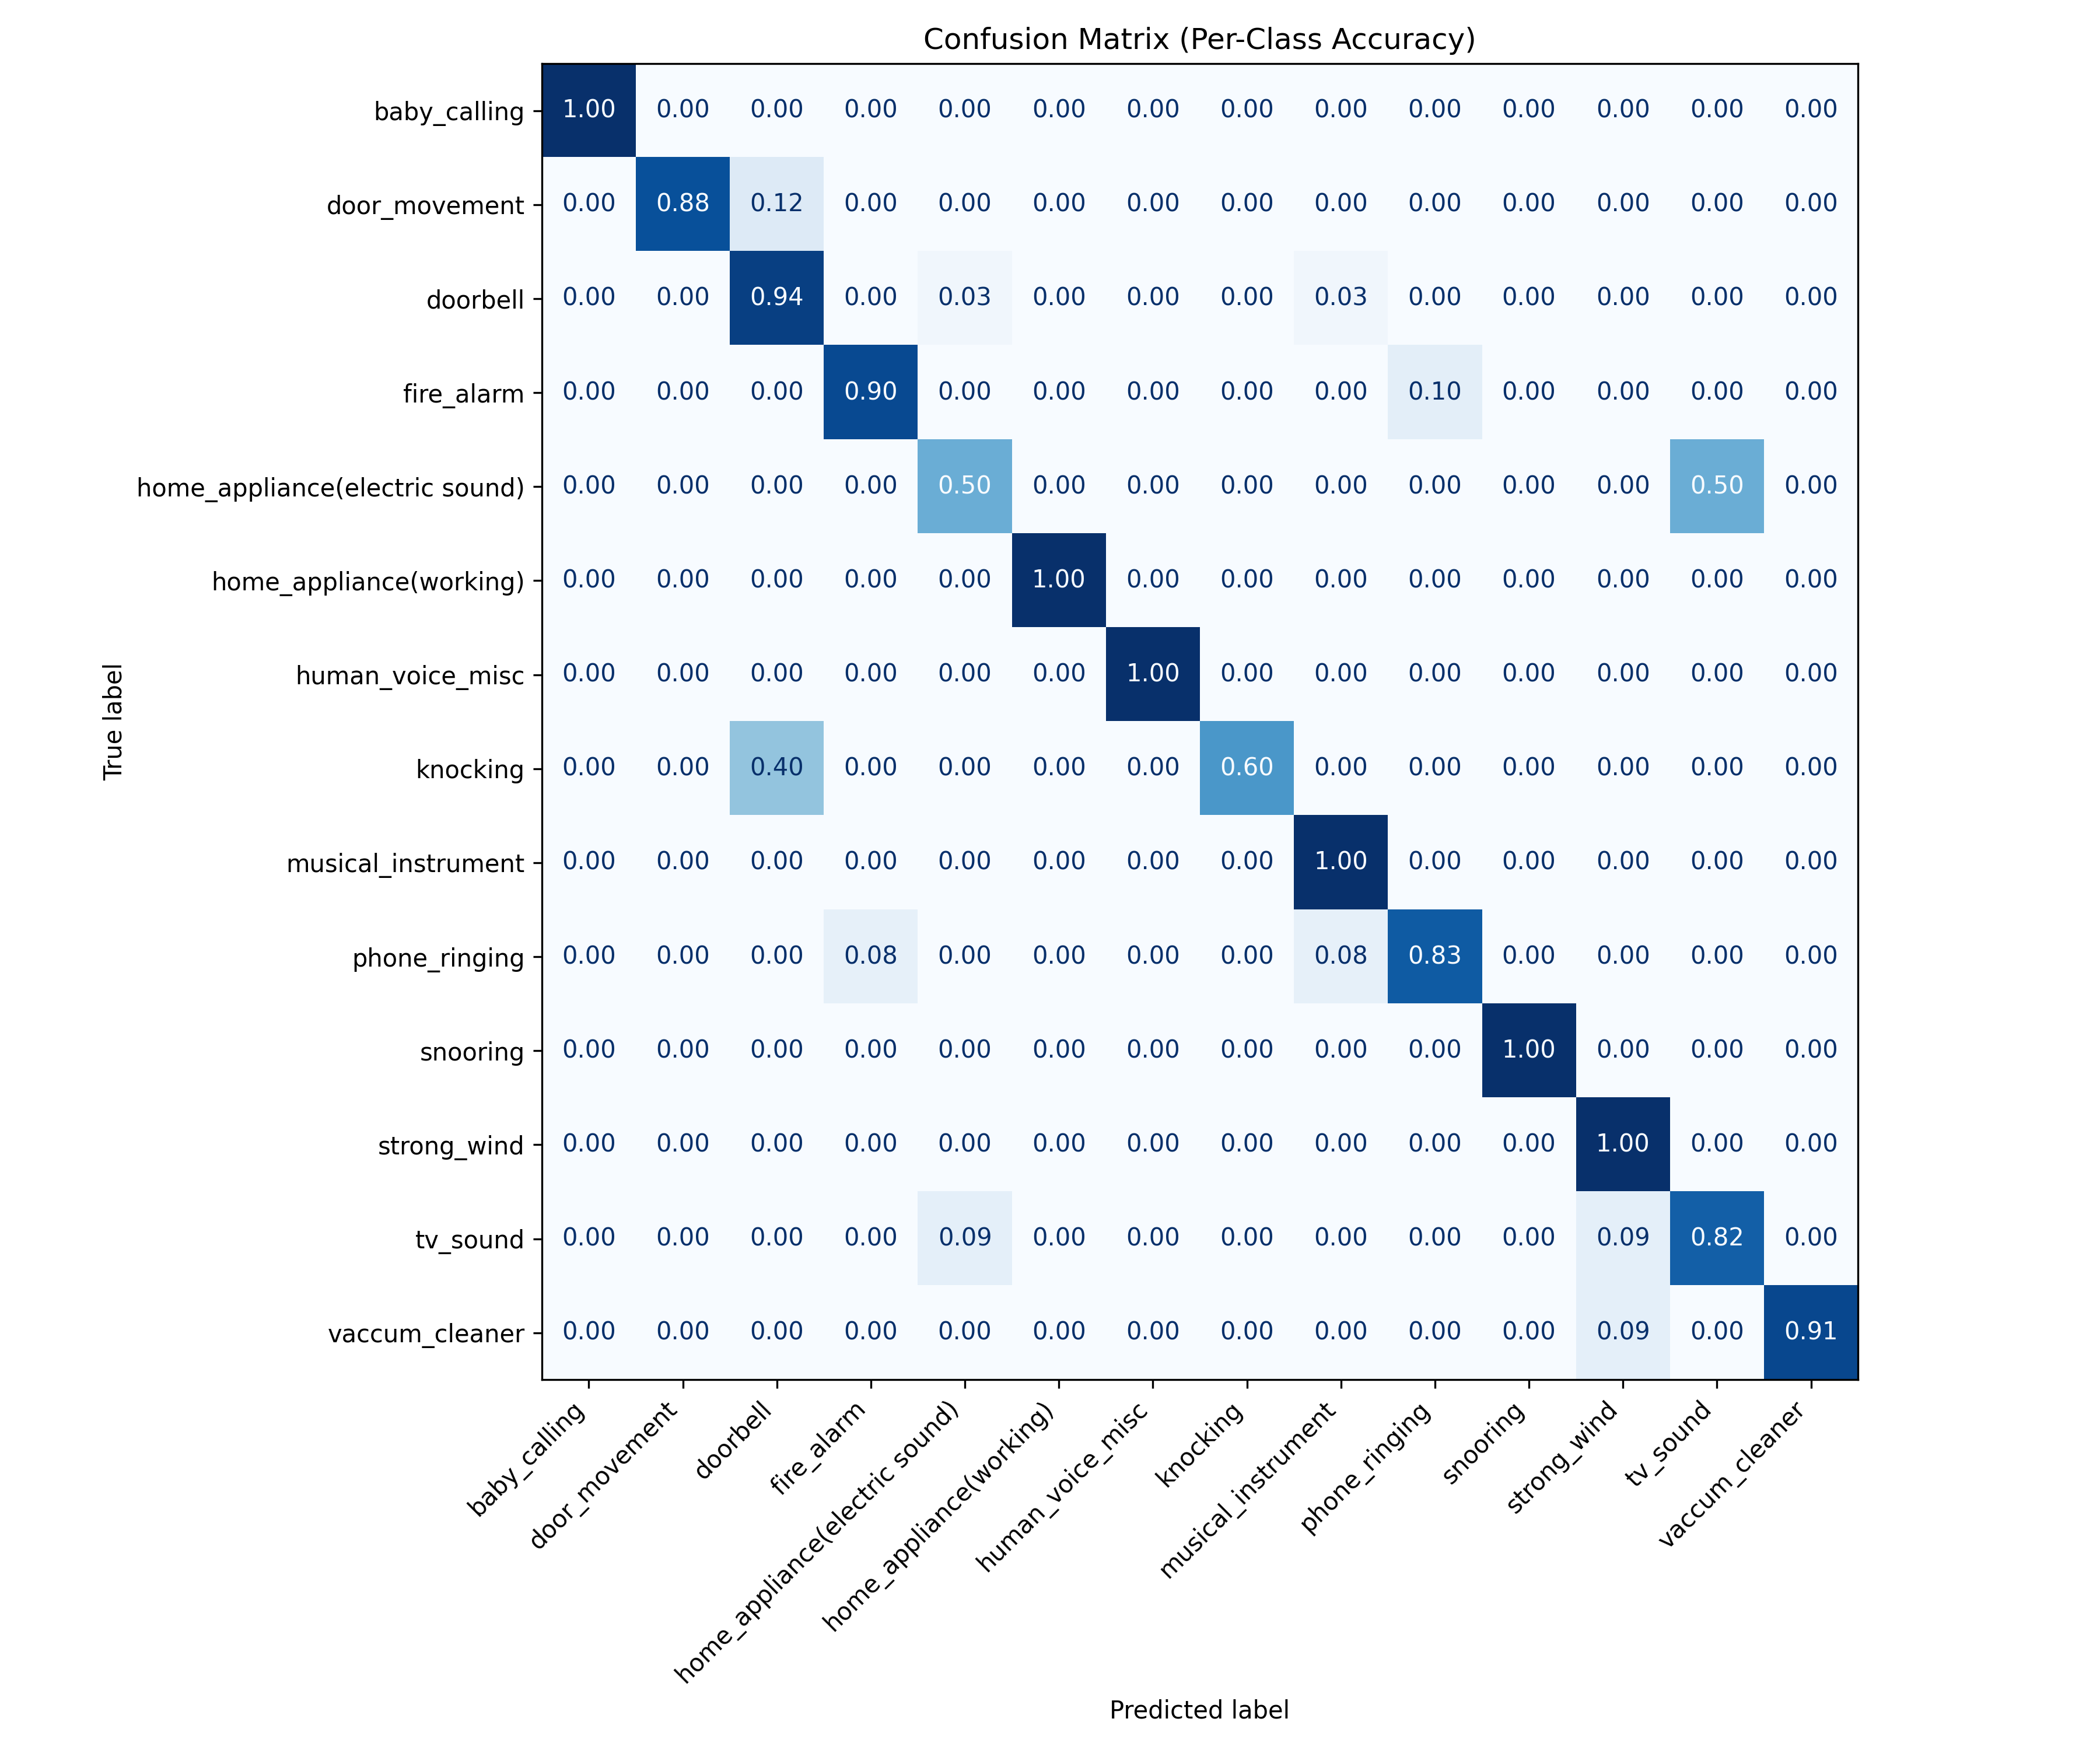 Confusion Matrix (Per-Class Accuracy)
True label
baby_calling 1.00 0.00 0.00 0.00 0.00 0.00 0.00 0.00 0.00 0.00 0.00 0.00 0.00 0.00
door_movement 0.00 0.88 0.12 0.00 0.00 0.00 0.00 0.00 0.00 0.00 0.00 0.00 0.00 0.00
doorbell 0.00 0.00 0.94 0.00 0.03 0.00 0.00 0.00 0.03 0.00 0.00 0.00 0.00 0.00
fire_alarm 0.00 0.00 0.00 0.90 0.00 0.00 0.00 0.00 0.00 0.10 0.00 0.00 0.00 0.00
home_appliance(electric sound) 0.00 0.00 0.00 0.00 0.50 0.00 0.00 0.00 0.00 0.00 0.00 0.00 0.50 0.00
home_appliance(working) 0.00 0.00 0.00 0.00 0.00 1.00 0.00 0.00 0.00 0.00 0.00 0.00 0.00 0.00
human_voice_misc 0.00 0.00 0.00 0.00 0.00 0.00 1.00 0.00 0.00 0.00 0.00 0.00 0.00 0.00
knocking 0.00 0.00 0.40 0.00 0.00 0.00 0.00 0.60 0.00 0.00 0.00 0.00 0.00 0.00
musical_instrument 0.00 0.00 0.00 0.00 0.00 0.00 0.00 0.00 1.00 0.00 0.00 0.00 0.00 0.00
phone_ringing 0.00 0.00 0.00 0.08 0.00 0.00 0.00 0.00 0.08 0.83 0.00 0.00 0.00 0.00
snooring 0.00 0.00 0.00 0.00 0.00 0.00 0.00 0.00 0.00 0.00 1.00 0.00 0.00 0.00
strong_wind 0.00 0.00 0.00 0.00 0.00 0.00 0.00 0.00 0.00 0.00 0.00 1.00 0.00 0.00
tv_sound 0.00 0.00 0.00 0.00 0.09 0.00 0.00 0.00 0.00 0.00 0.00 0.09 0.82 0.00
vaccum_cleaner 0.00 0.00 0.00 0.00 0.00 0.00 0.00 0.00 0.00 0.00 0.00 0.09 0.00 0.91
baby_calling
door_movement
doorbell
fire_alarm
home_appliance(electric sound)
home_appliance(working)
human_voice_misc
knocking
musical_instrument
phone_ringing
snooring
strong_wind
tv_sound
vaccum_cleaner
Predicted label